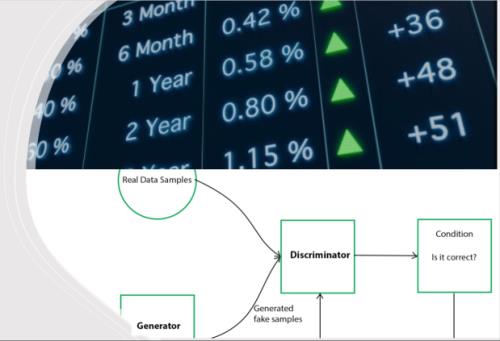 3 Month 0.42 % +36
0 % 6 Month 0.58 % +48
40 % 1 Year 0.80 % +51
50 % 2 Year 1.15 %
Year
Real Data Samples
Discriminator
Condition
Is it correct?
Generated
fake samples
Generator